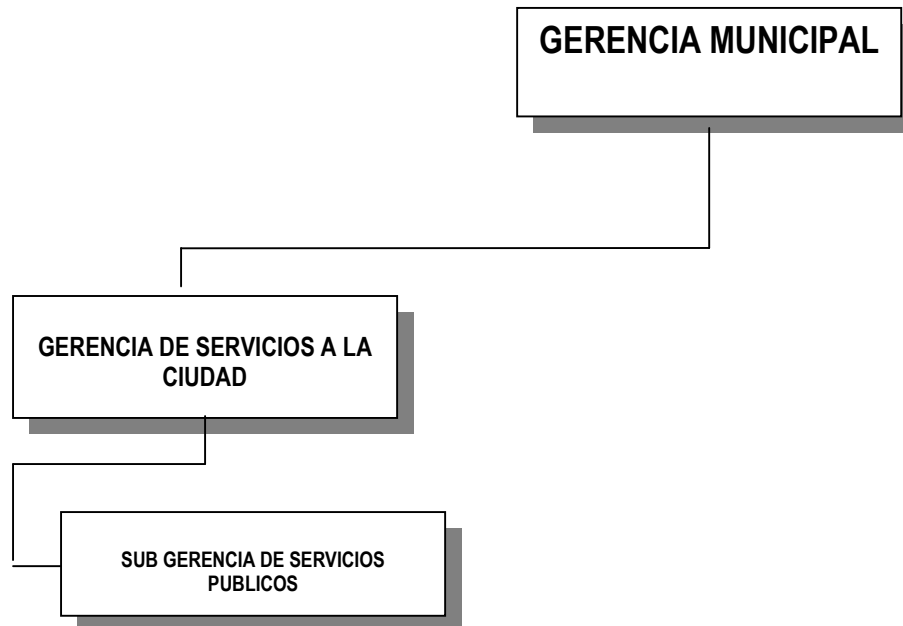 GERENCIA MUNICIPAL
GERENCIA DE SERVICIOS A LA
CIUDAD
SUB GERENCIA DE SERVICIOS
PUBLICOS